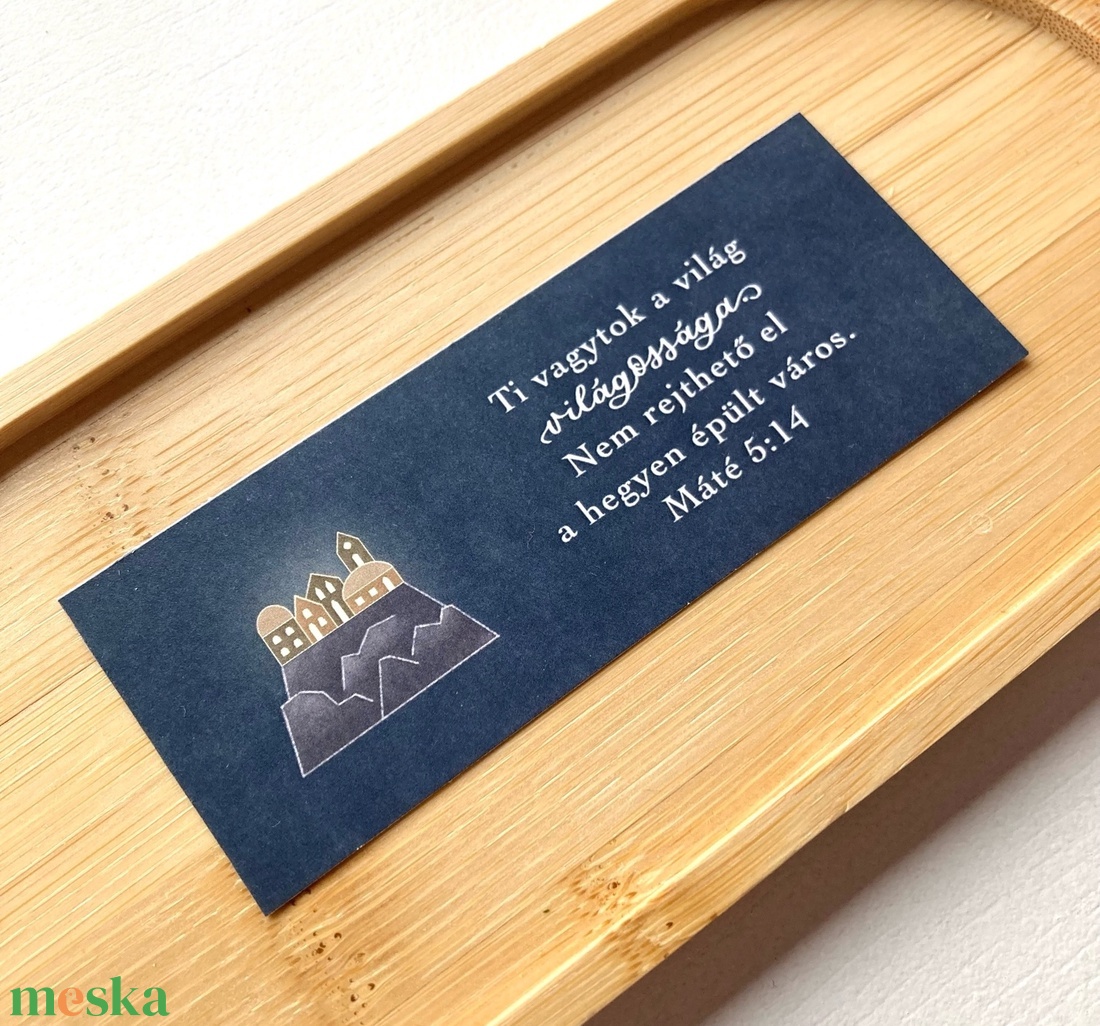 Ti vagytok a világ
világossága
Nem rejthető el
a hegyen épült város.
Máté 5:14
meska